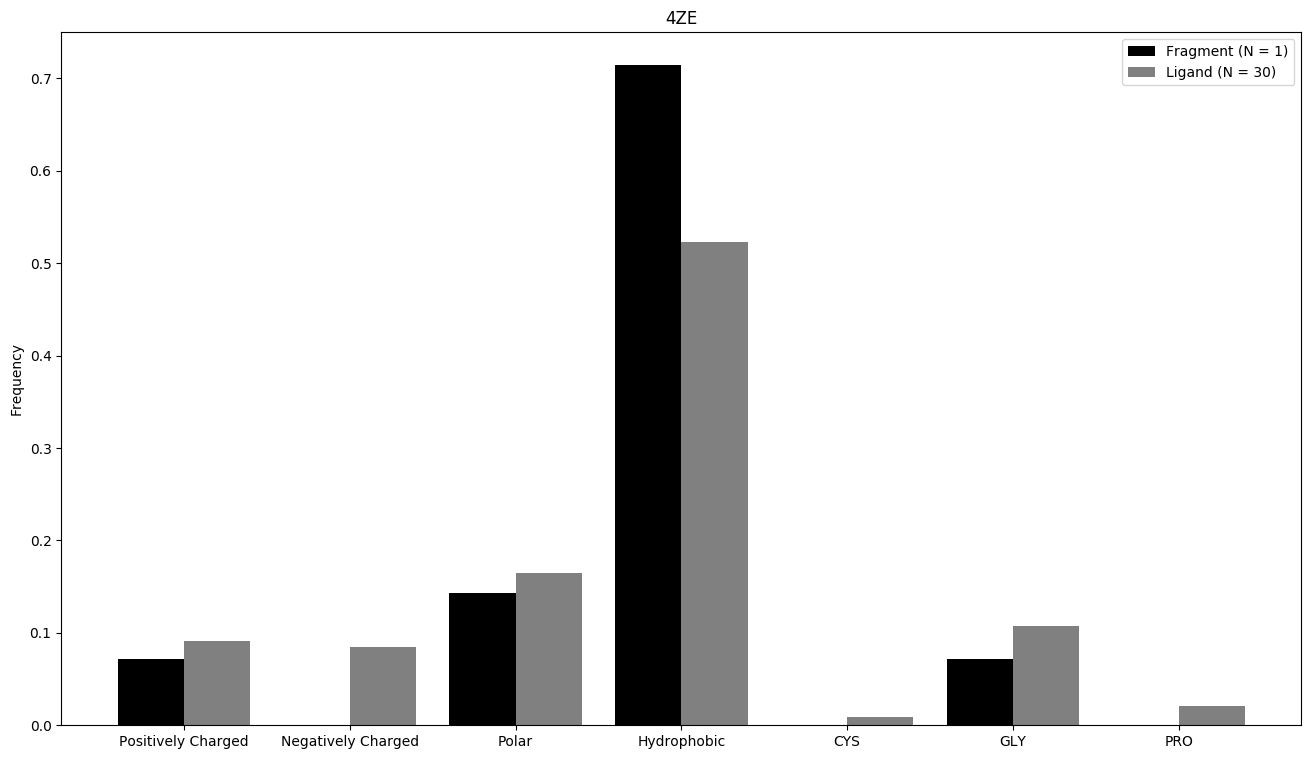 4ZE
Fragment (N = 1)
Ligand (N = 30)
Frequency
0.7
0.6
0.5
0.4
0.3
0.2
0.1
0.0
Positively Charged Negatively Charged Polar Hydrophobic CYS GLY PRO